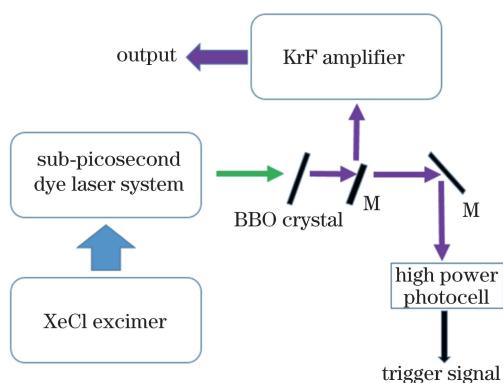 output
KrF amplifier
sub-picosecond
dye laser system
BBO crystal
M
M
high power
photocell
XeCl excimer
trigger signal